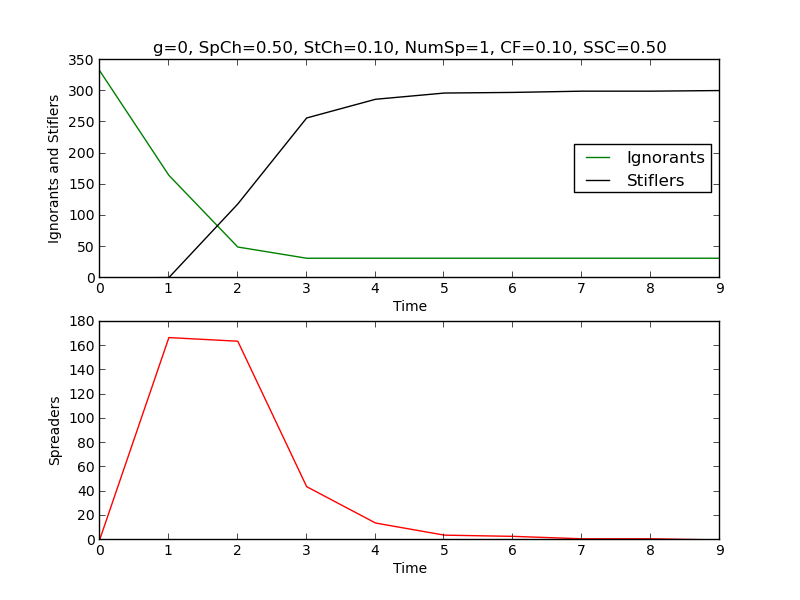 g=0, SpCh=0.50, StCh=0.10, NumSp=1, CF=0.10, SSC=0.50
350
300
250
200
150
100
50
0
Ignorants and Stiflers
Ignorants
Stiflers
0 1 2 3 4 5 6 7 8 9
Time
180
160
140
120
100
80
60
40
20
0
Spreaders
0 1 2 3 4 5 6 7 8 9
Time